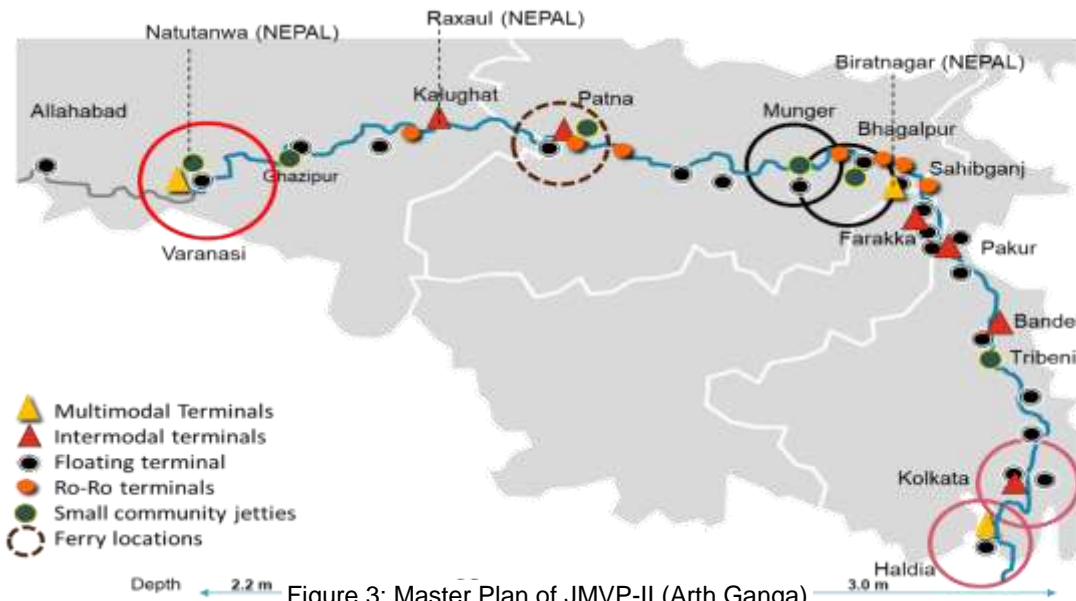 Raxaul (NEPAL)
Natutanwa (NEPAL)
Biratnagar (NEPAL)
Kalughat
Patna
Allahabad
Munger
Bhagalpur
Ghazipur
Sahibganj
Varanasi
Farakka
Pakur
Bande
Tribeni
Multimodal Terminals
Intermodal terminals
Floating terminal
Ro-Ro terminals
Small community jetties
Ferry locations
Kolkata
Haldia
Depth 2.2 m 3.0 m
Figure 3: Master Plan of JMVP-II (Arth Ganga)